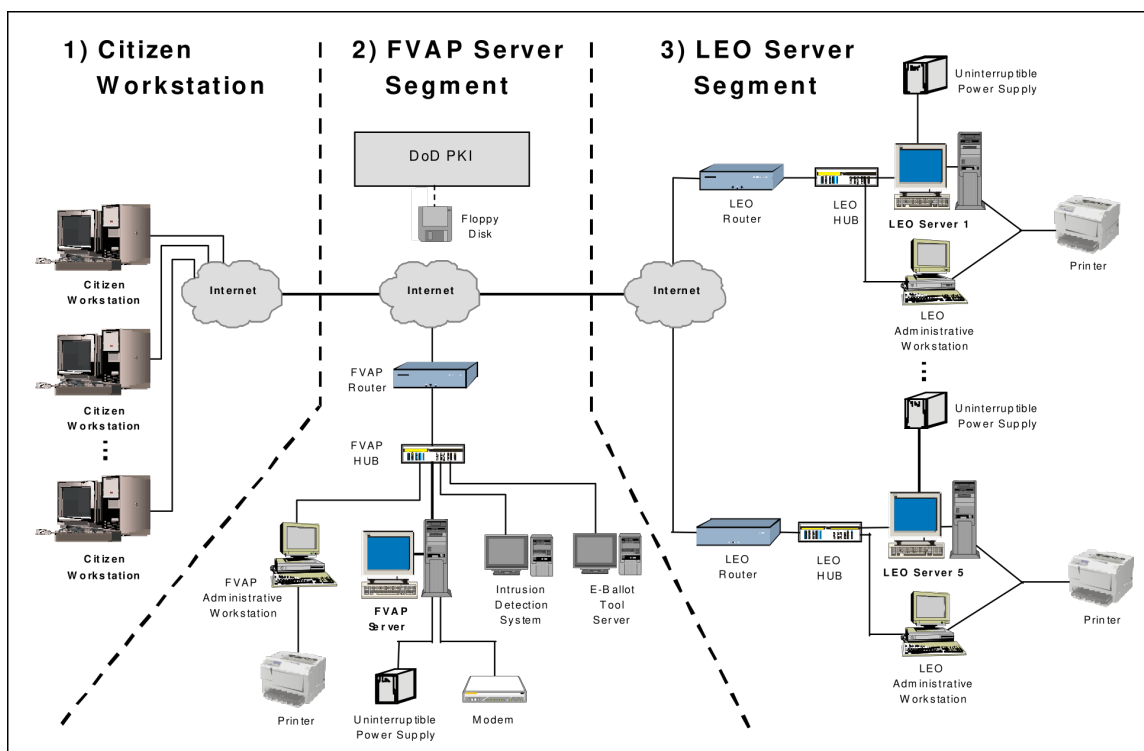 1) Citizen
Workstation
2) FVAP Server
Segment
3) LEO Server
Segment
Uninterruptible
Power Supply
DoD PKI
Floppy
Disk
LEO
Router
LEO
HUB
LEO Server 1
Printer
Citizen
Workstation
Internet
Internet
Internet
LEO
Administrative
Workstation
FVAP
Router
Citizen
Workstation
Uninterruptible
Power Supply
FVAP
HUB
Citizen
Workstation
LEO
Router
LEO
HUB
LEO Server 5
FVAP
Administrative
Workstation
FVAP
Server
Intrusion
Detection
System
E-Ballot
Tool
Server
Printer
LEO
Administrative
Workstation
Printer
Uninterruptible
Power Supply
Modem